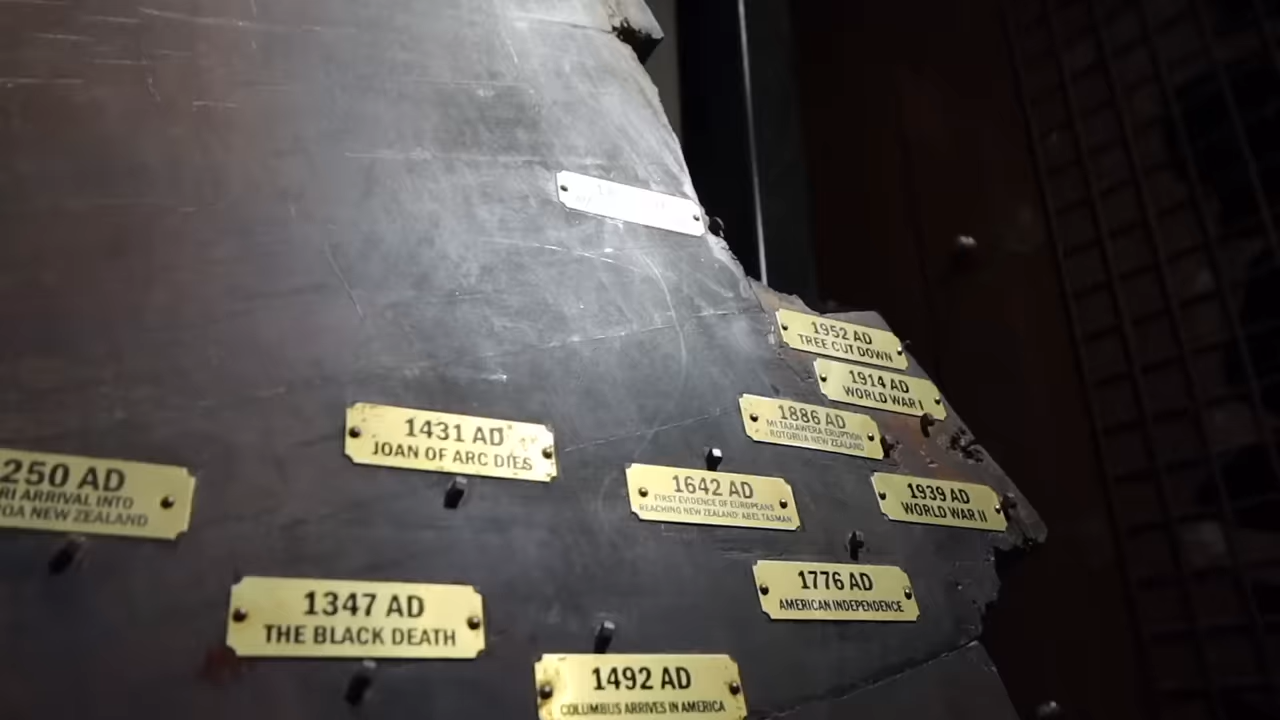 1952 AD
TREE CUT DOWN
1914 AD
WORLD WAR I
1886 AD
MT TARAWERA ERUPTION
ROTORUA NEW ZEALAND
1431 AD
JOAN OF ARC DIES
250 AD
RI ARRIVAL INTO
OA NEW ZEALAND
1642 AD
FIRST EVIDENCE OF EUROPEANS
REACHING NEW ZEALAND: ABEL TASMAN
1939 AD
WORLD WAR II
1776 AD
AMERICAN INDEPENDENCE
1347 AD
THE BLACK DEATH
1492 AD
COLUMBUS ARRIVES IN AMERICA